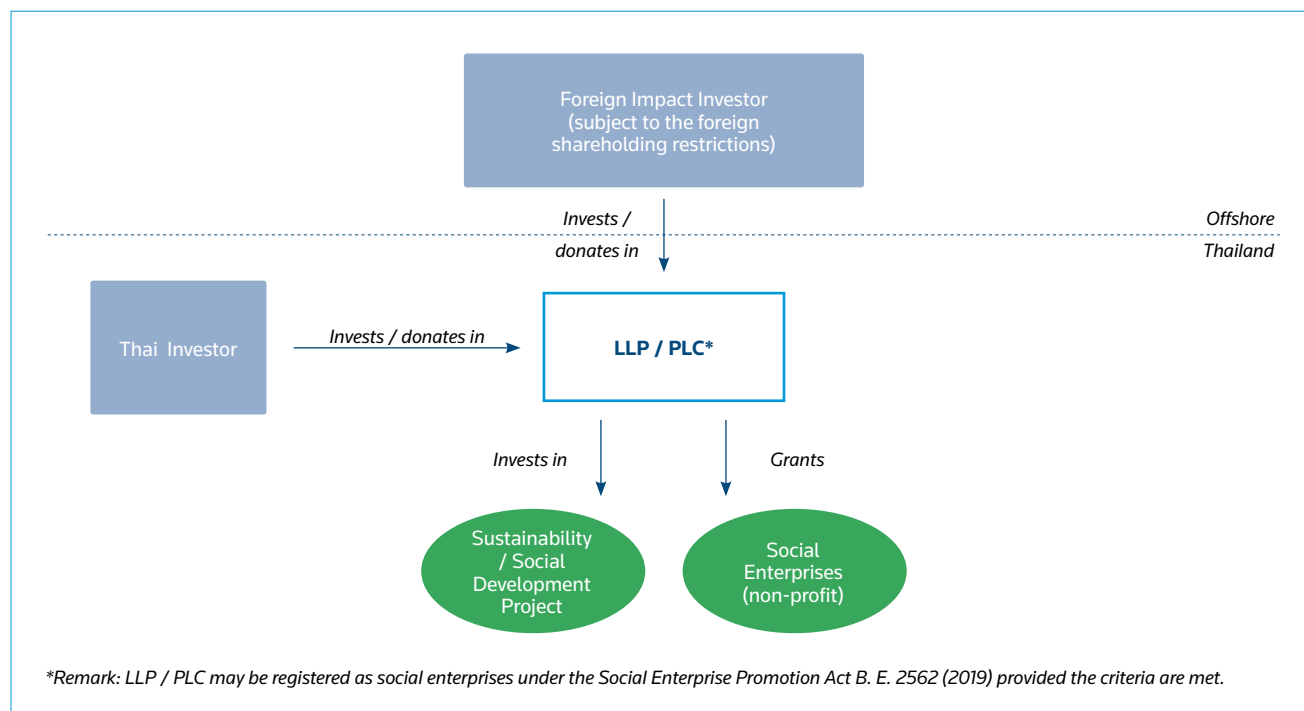 Foreign Impact Investor
(subject to the foreign
shareholding restrictions)
Invests /
donates in
Offshore
Thailand
Thai Investor
Invests / donates in
LLP / PLC*
Invests in
Grants
Sustainability
/ Social
Development
Project
Social
Enterprises
(non-profit)
*Remark: LLP / PLC may be registered as social enterprises under the Social Enterprise Promotion Act B. E. 2562 (2019) provided the criteria are met.